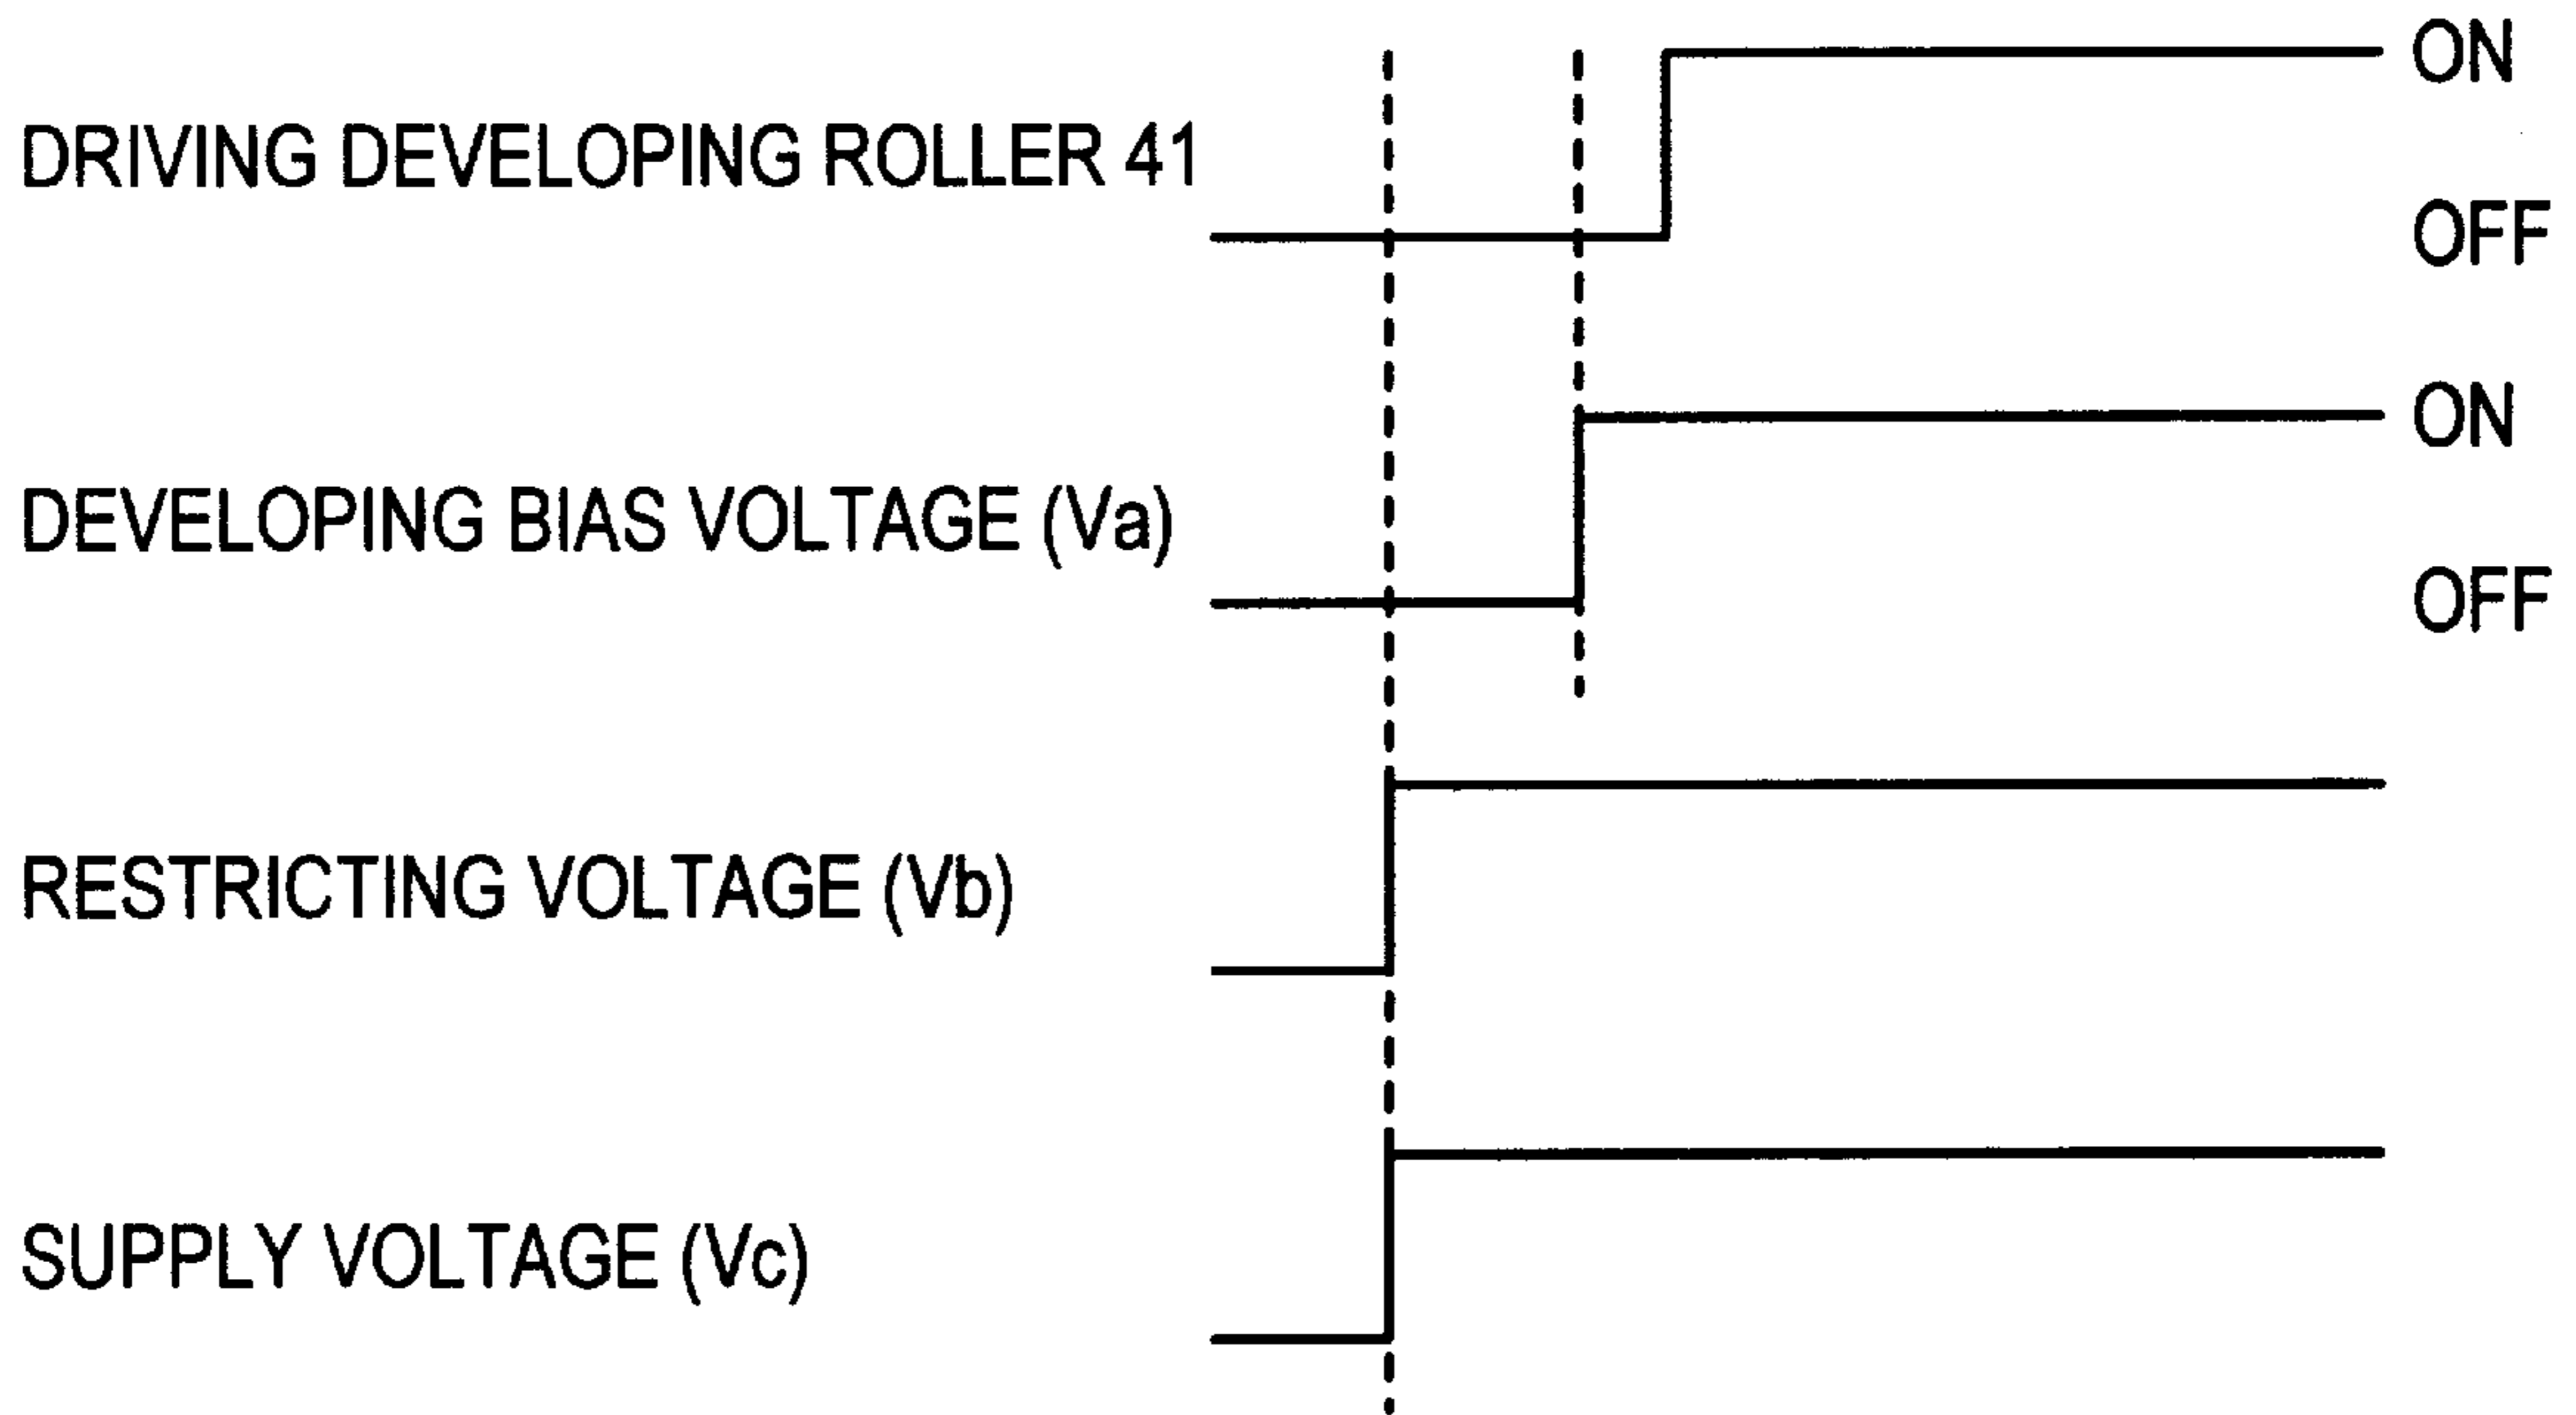 ON
DRIVING DEVELOPING ROLLER 41
OFF
ON
DEVELOPING BIAS VOLTAGE (Va)
OFF
RESTRICTING VOLTAGE (Vb)
SUPPLY VOLTAGE (Vc)